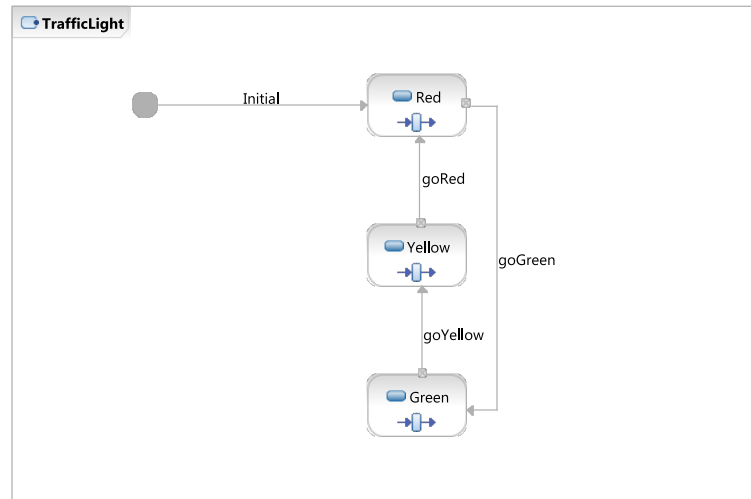 TrafficLight
Initial
Red
goRed
Yellow
goGreen
goYellow
Green